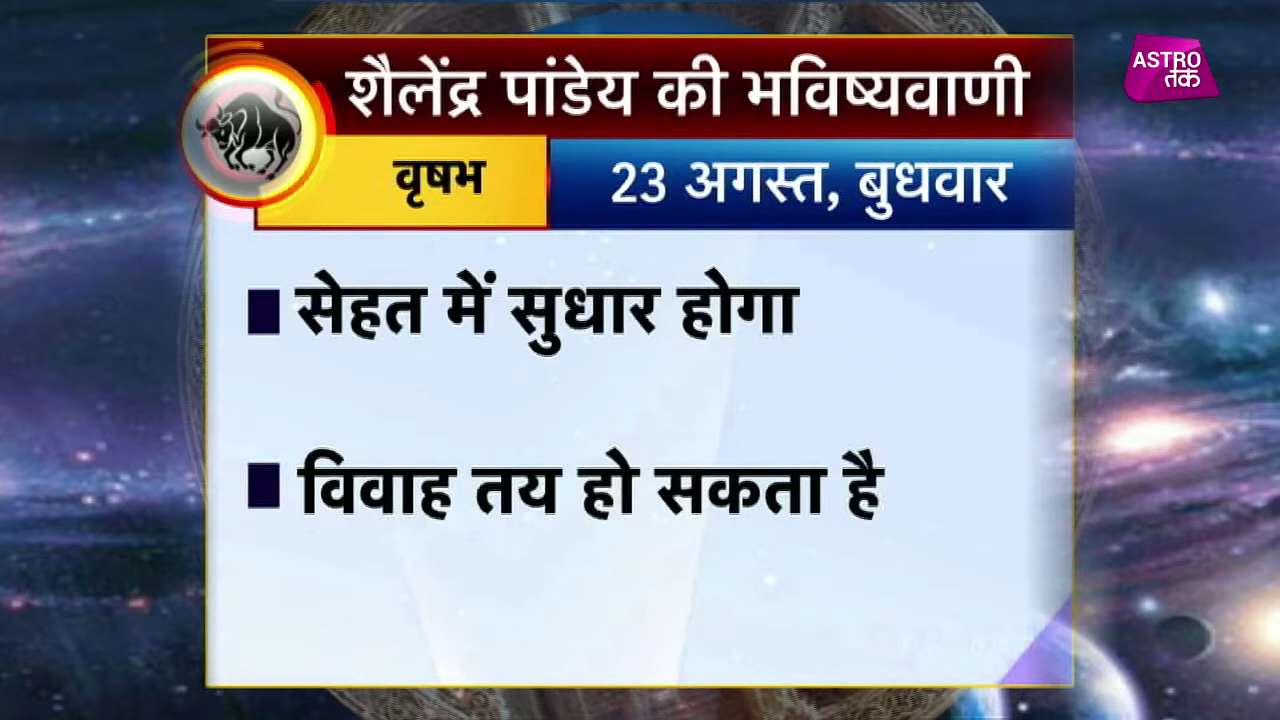 शैलेंद्र पांडेय की भविष्यवाणी
ASTRO
तक
वृषभ
23 अगस्त, बुधवार
सेहत में सुधार होगा
विवाह तय हो सकता है